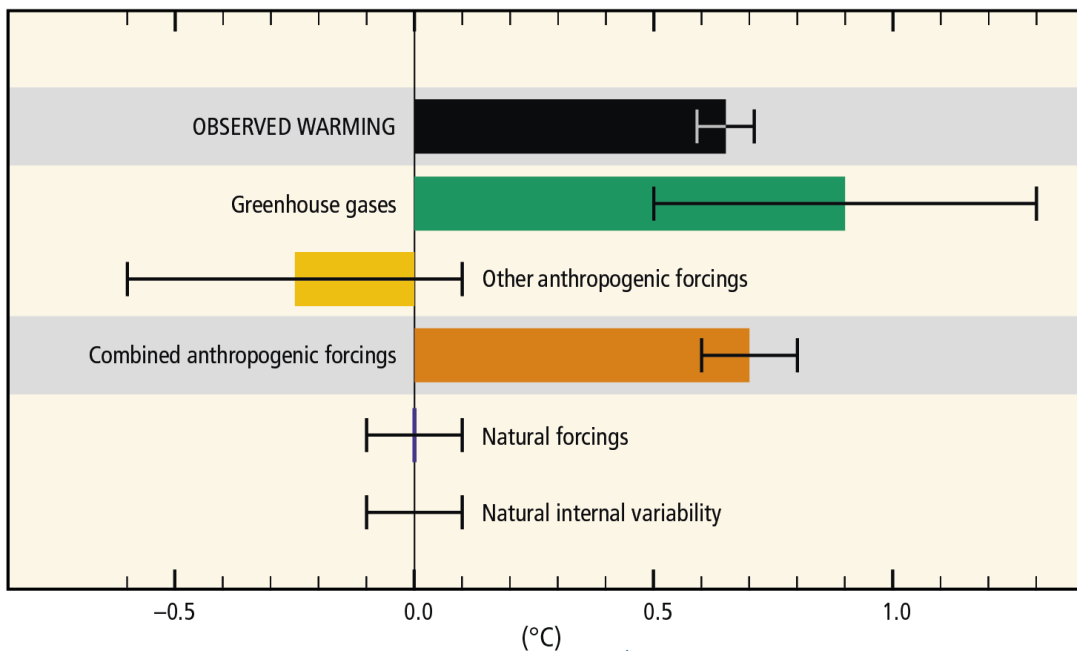 OBSERVED WARMING
Greenhouse gases
Other anthropogenic forcings
Combined anthropogenic forcings
Natural forcings
Natural internal variability
–0.5 0.0 0.5 1.0
(°C)